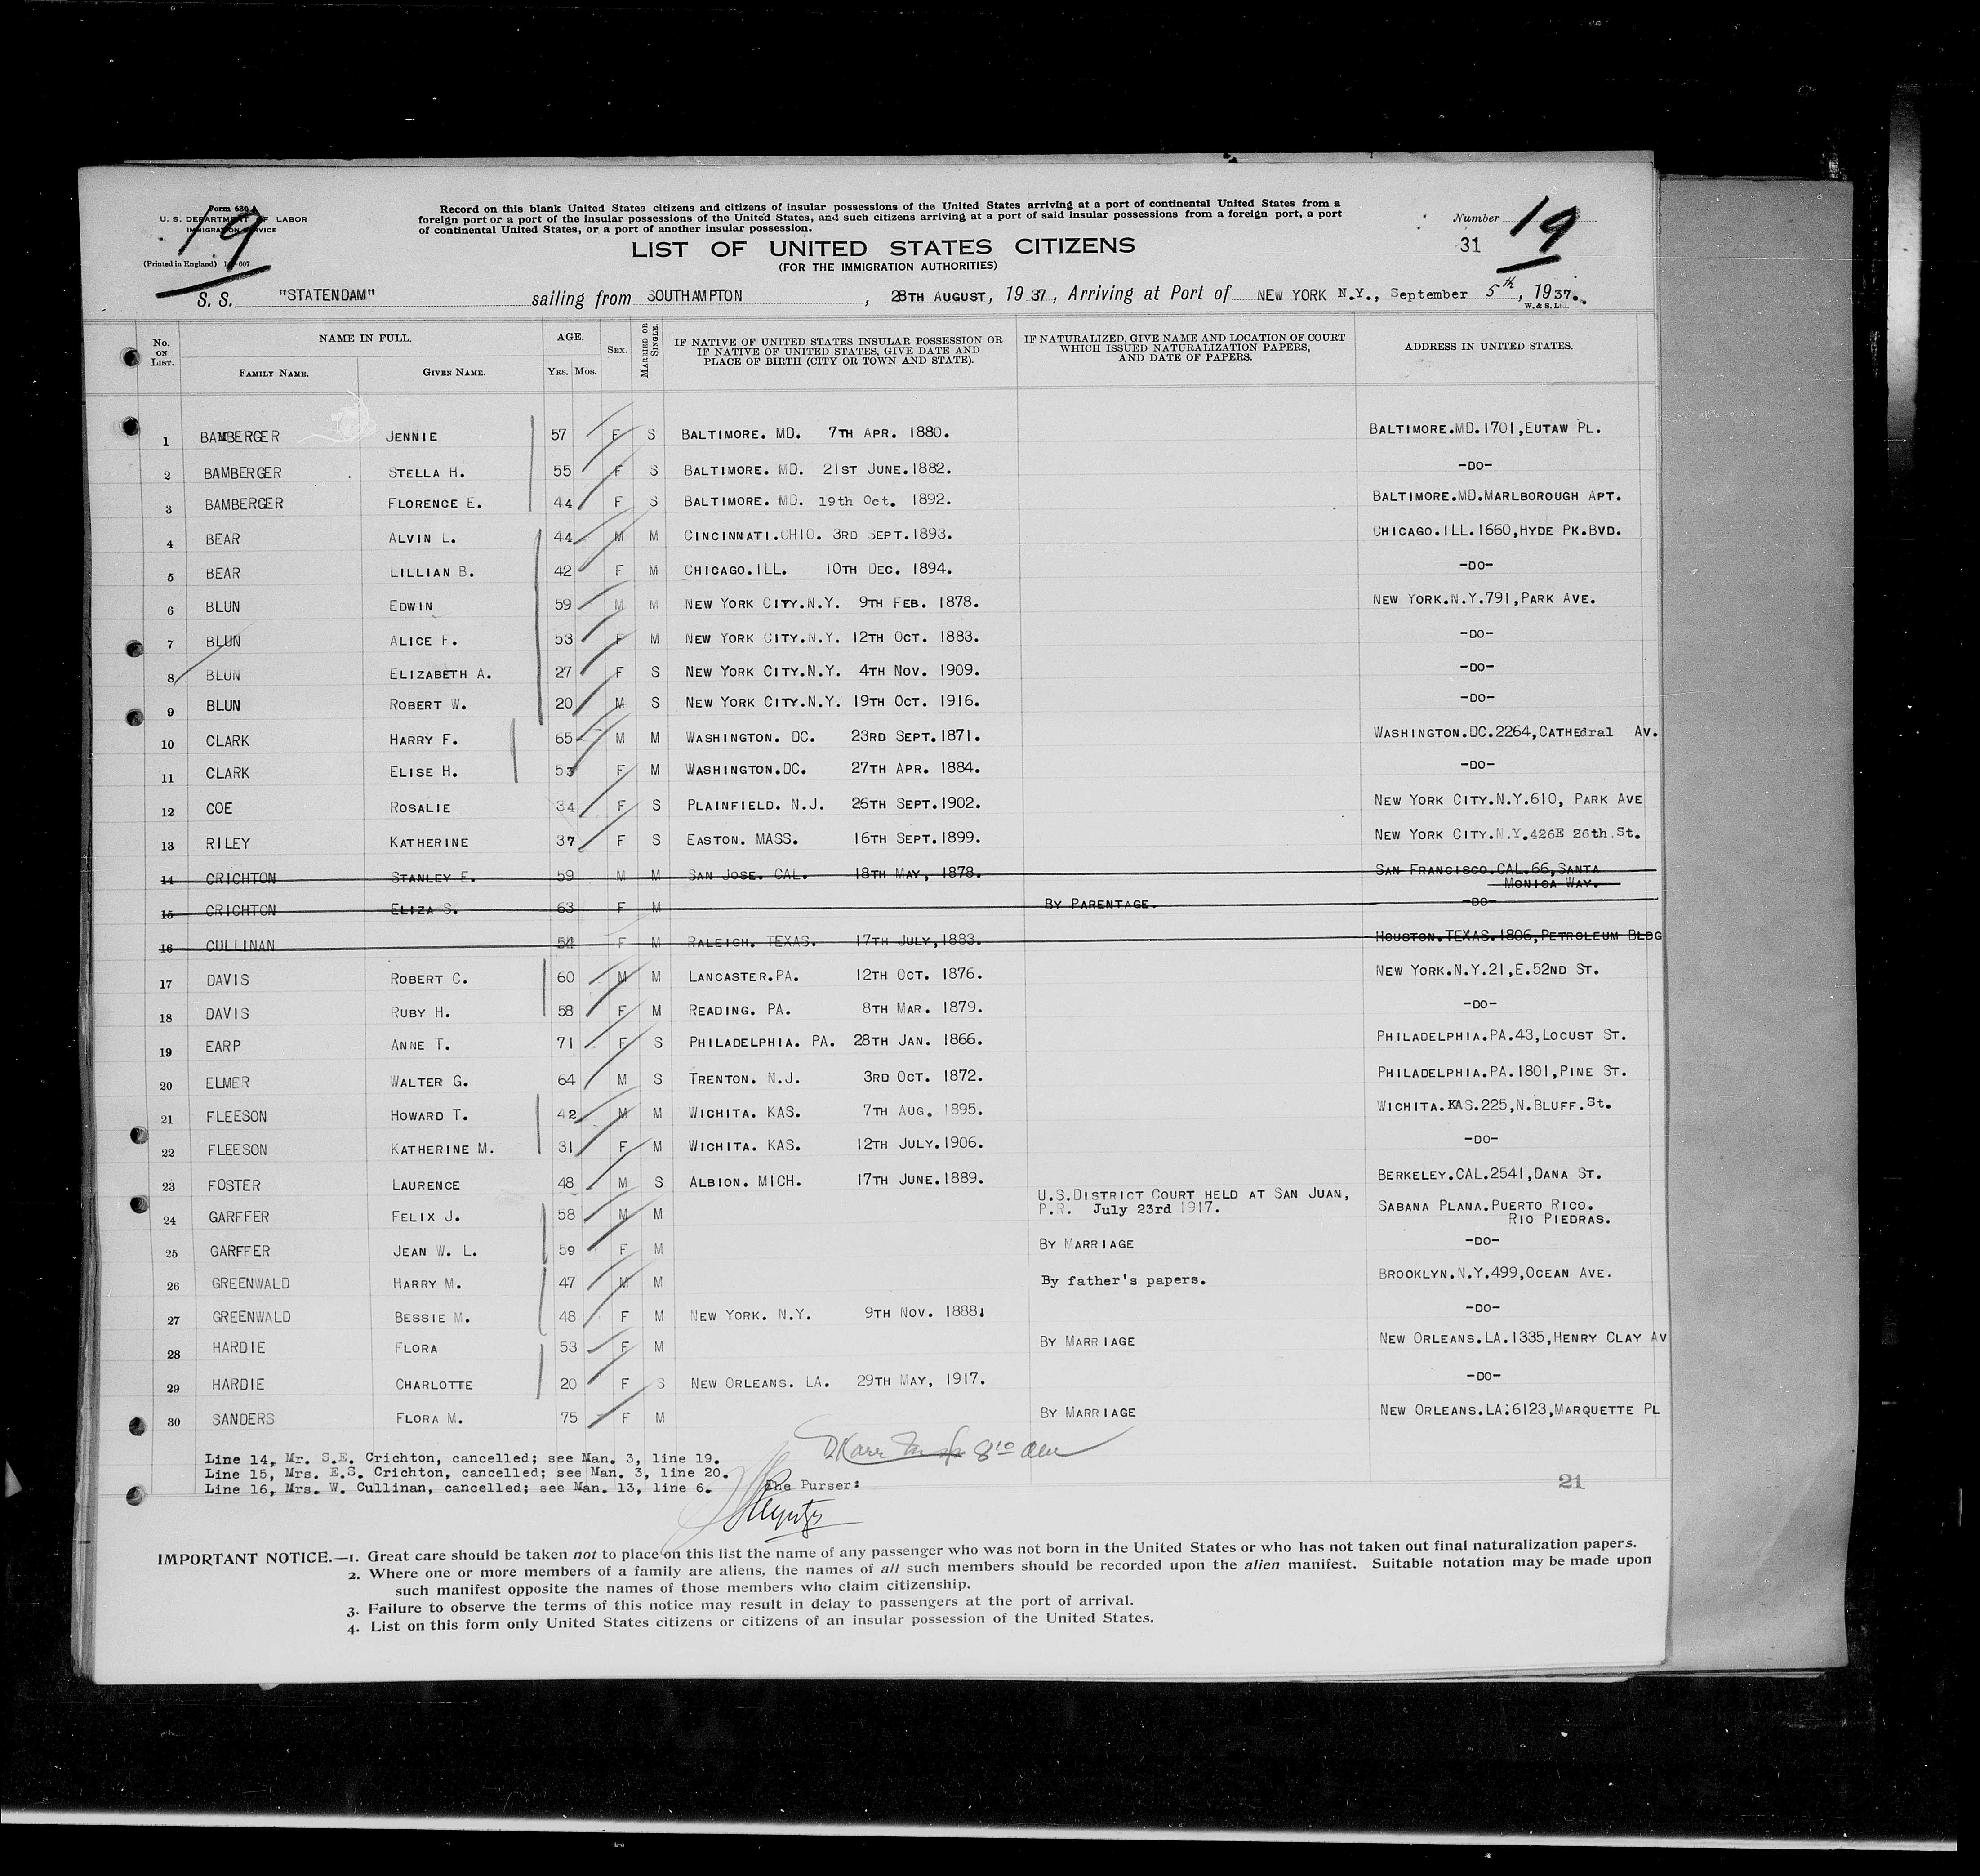 Form 630 A
U. S. DEPARTMENT OF LABOR
IMMIGRATION SERVICE
(Printed in England)
19
Record on this blank United States citizens and citizens of insular possessions of the United States arriving at a port of continental United States from a
foreign port or a port of the insular possessions of the United States, and such citizens arriving at a port of said insular possessions from a foreign port, a port
of continental United States, or a port of another insular possession.
Number 19
31
LIST OF UNITED STATES CITIZENS
(FOR THE IMMIGRATION AUTHORITIES)
S. S. "STATENDAM" sailing from SOUTHAMPTON, 28TH AUGUST, 1937, Arriving at Port of NEW YORK N.Y., September 5th, 1937.
W. & S. L.
No. ON LIST. NAME IN FULL. FAMILY NAME. GIVEN NAME. AGE. YRS. MOS. SEX. MARRIED OR SINGLE. IF NATIVE OF UNITED STATES INSULAR POSSESSION OR IF NATIVE OF UNITED STATES, GIVE DATE AND PLACE OF BIRTH (CITY OR TOWN AND STATE). IF NATURALIZED, GIVE NAME AND LOCATION OF COURT WHICH ISSUED NATURALIZATION PAPERS, AND DATE OF PAPERS. ADDRESS IN UNITED STATES.
1 BAMBERGER JENNIE 57 F S BALTIMORE. MD. 7TH APR. 1880. BALTIMORE.MD.1701,EUTAW PL.
2 BAMBERGER STELLA H. 55 F S BALTIMORE. MD. 21ST JUNE.1882. -DO-
3 BAMBERGER FLORENCE E. 44 F S BALTIMORE. MD. 19th Oct. 1892. BALTIMORE.MD.MARLBOROUGH APT.
4 BEAR ALVIN L. 44 M M CINCINNATI.OHIO. 3RD SEPT.1893. CHICAGO.ILL.1660,HYDE PK.BVD.
5 BEAR LILLIAN B. 42 F M CHICAGO.ILL. 10TH DEC. 1894. -DO-
6 BLUN EDWIN 59 M M NEW YORK CITY.N.Y. 9TH FEB. 1878. NEW YORK.N.Y.791,PARK AVE.
7 BLUN ALICE F. 53 F M NEW YORK CITY.N.Y. 12TH OCT. 1883. -DO-
8 BLUN ELIZABETH A. 27 F S NEW YORK CITY.N.Y. 4TH NOV. 1909. -DO-
9 BLUN ROBERT W. 20 M S NEW YORK CITY.N.Y. 19TH OCT. 1916. -DO-
10 CLARK HARRY F. 65 M M WASHINGTON. DC. 23RD SEPT.1871. WASHINGTON.DC.2264,CATHEdral Av.
11 CLARK ELISE H. 53 F M WASHINGTON.DC. 27TH APR. 1884. -DO-
12 COE ROSALIE 34 F S PLAINFIELD. N.J. 26TH SEPT.1902. NEW YORK CITY.N.Y.610, PARK AVE
13 RILEY KATHERINE 37 F S EASTON. MASS. 16TH SEPT.1899. NEW YORK CITY.N.Y.426E 26th.St.
14 CRICHTON STANLEY E. 59 M M SAN JOSE. CAL. 18TH MAY, 1878. SAN FRANCISCO.CAL.66,SANTA
MONICA WAY.
15 CRICHTON ELIZA S. 63 F M BY PARENTAGE. -DO-
16 CULLINAN 54 F M RALEIGH. TEXAS. 17TH JULY,1883. HOUSTON.TEXAS.1806,PETROLEUM BLDG
17 DAVIS ROBERT C. 60 M M LANCASTER.PA. 12TH OCT. 1876. NEW YORK.N.Y.21,E.52ND ST.
18 DAVIS RUBY H. 58 F M READING. PA. 8TH MAR. 1879. -DO-
19 EARP ANNE T. 71 F S PHILADELPHIA. PA. 28TH JAN. 1866. PHILADELPHIA.PA.43,LOCUST ST.
20 ELMER WALTER G. 64 M S TRENTON. N.J. 3RD OCT. 1872. PHILADELPHIA.PA.1801,PINE ST.
21 FLEESON HOWARD T. 42 M M WICHITA. KAS. 7TH AUG. 1895. WICHITA.KAS.225,N.BLUFF.St.
22 FLEESON KATHERINE M. 31 F M WICHITA. KAS. 12TH JULY.1906. -DO-
23 FOSTER LAURENCE 48 M S ALBION. MICH. 17TH JUNE.1889. BERKELEY.CAL.2541,DANA ST.
24 GARFFER FELIX J. 58 M M U.S.DISTRICT COURT HELD AT SAN JUAN, P.R. July 23rd 1917. SABANA PLANA.PUERTO RICO.
RIO PIEDRAS.
25 GARFFER JEAN W. L. 59 F M BY MARRIAGE -DO-
26 GREENWALD HARRY M. 47 M M By father's papers. BROOKLYN.N.Y.499,OCEAN AVE.
27 GREENWALD BESSIE M. 48 F M NEW YORK. N.Y. 9TH NOV. 1888. -DO-
28 HARDIE FLORA 53 F M BY MARRIAGE NEW ORLEANS.LA.1335,HENRY CLAY AV
29 HARDIE CHARLOTTE 20 F S NEW ORLEANS. LA. 29TH MAY, 1917. -DO-
30 SANDERS FLORA M. 75 F M BY MARRIAGE NEW ORLEANS.LA.6123,MARQUETTE PL
Line 14, Mr. S.E. Crichton, cancelled; see Man. 3, line 19.
Line 15, Mrs. E.S. Crichton, cancelled; see Man. 3, line 20.
Line 16, Mrs. W. Cullinan, cancelled; see Man. 13, line 6.
The Purser:
21
IMPORTANT NOTICE.—1. Great care should be taken not to place on this list the name of any passenger who was not born in the United States or who has not taken out final naturalization papers.
2. Where one or more members of a family are aliens, the names of all such members should be recorded upon the alien manifest. Suitable notation may be made upon
such manifest opposite the names of those members who claim citizenship.
3. Failure to observe the terms of this notice may result in delay to passengers at the port of arrival.
4. List on this form only United States citizens or citizens of an insular possession of the United States.